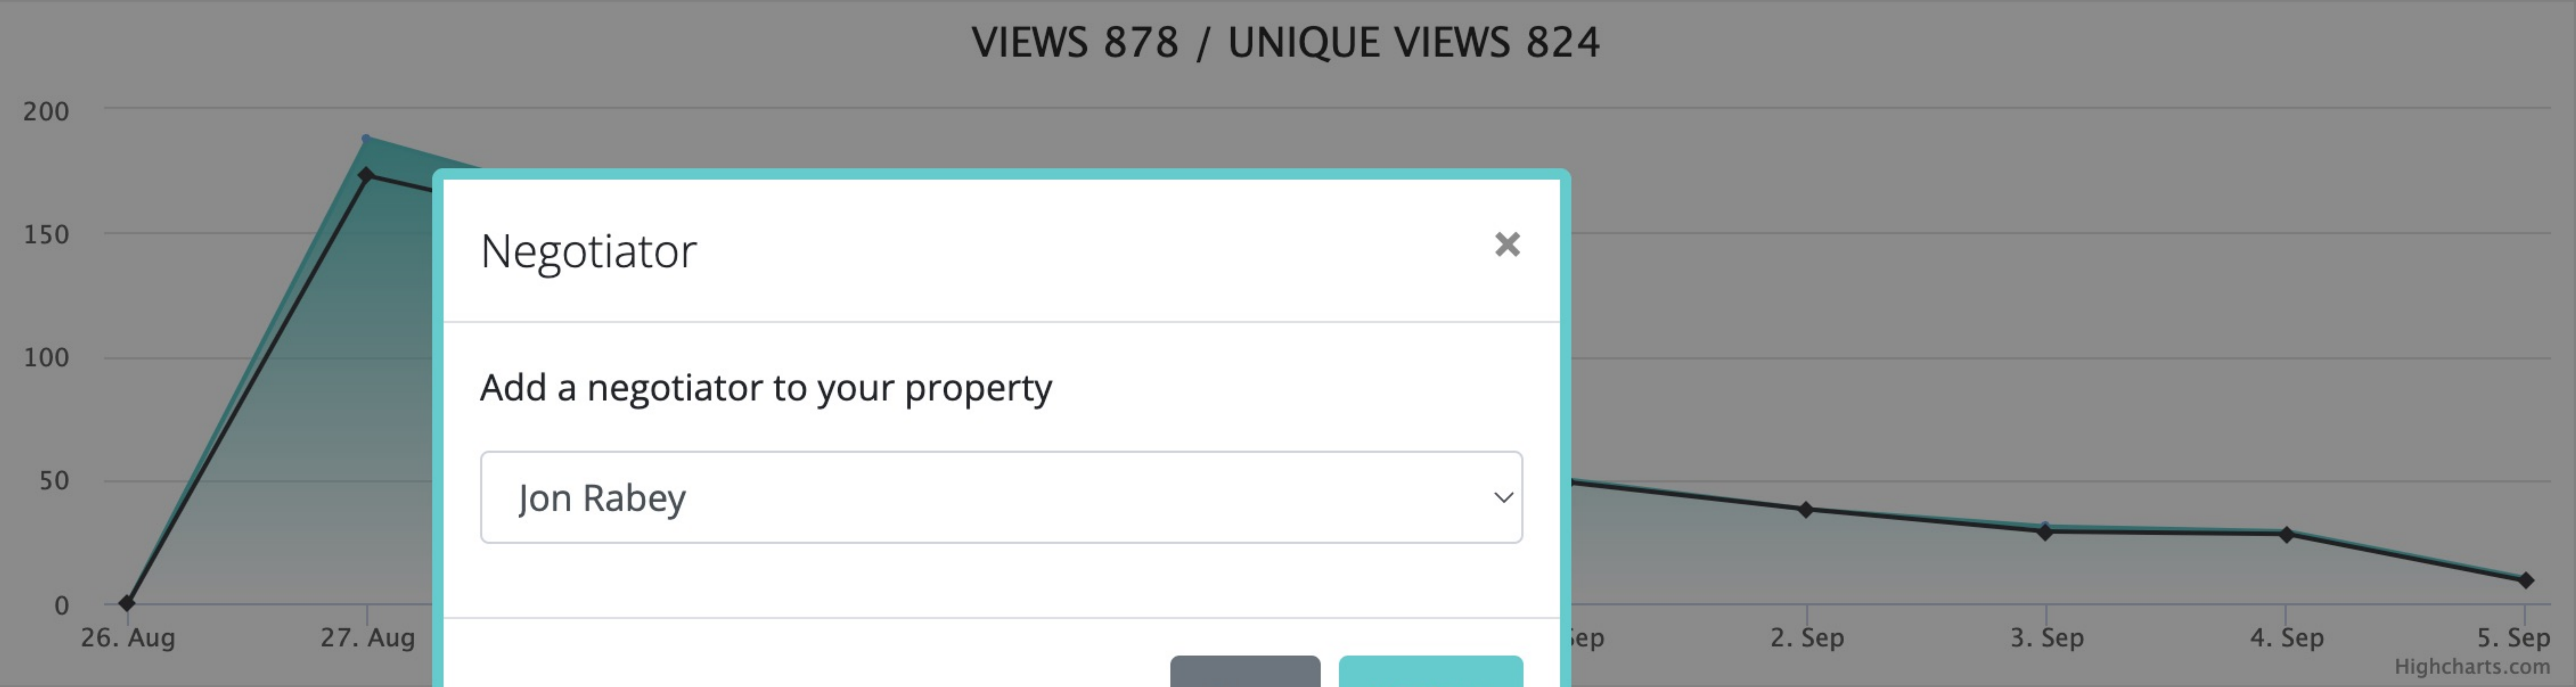 VIEWS 878 / UNIQUE VIEWS 824
200
150
100
50
0
Negotiator
Add a negotiator to your property
Jon Rabey
26. Aug 27. Aug Sep 2. Sep 3. Sep 4. Sep 5. Sep
Highcharts.com